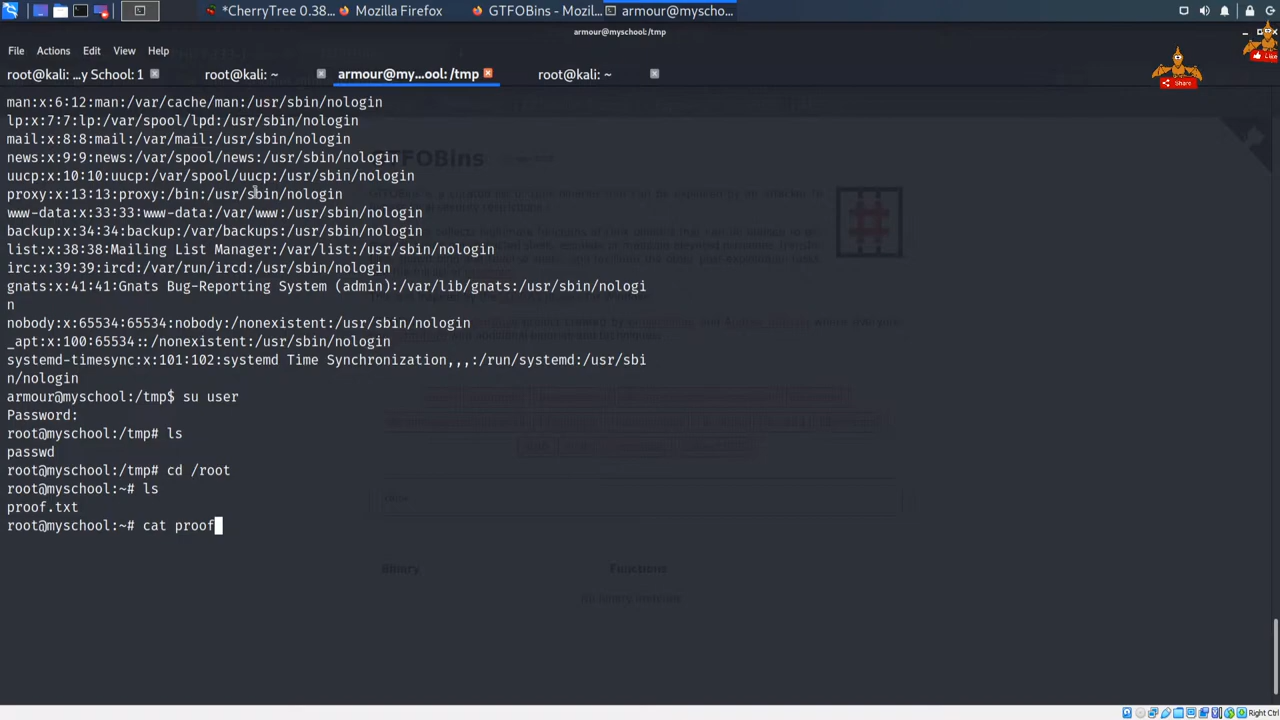 *CherryTree 0.38...
Mozilla Firefox
GTFOBins - Mozil...
armour@myscho...
armour@myschool: /tmp
File Actions Edit View Help
Like
Share
root@kali: ...y School: 1
root@kali: ~
armour@my...ool: /tmp
root@kali: ~
man:x:6:12:man:/var/cache/man:/usr/sbin/nologin
lp:x:7:7:lp:/var/spool/lpd:/usr/sbin/nologin
mail:x:8:8:mail:/var/mail:/usr/sbin/nologin
news:x:9:9:news:/var/spool/news:/usr/sbin/nologin
uucp:x:10:10:uucp:/var/spool/uucp:/usr/sbin/nologin
proxy:x:13:13:proxy:/bin:/usr/sbin/nologin
www-data:x:33:33:www-data:/var/www:/usr/sbin/nologin
backup:x:34:34:backup:/var/backups:/usr/sbin/nologin
list:x:38:38:Mailing List Manager:/var/list:/usr/sbin/nologin
irc:x:39:39:ircd:/var/run/ircd:/usr/sbin/nologin
gnats:x:41:41:Gnats Bug-Reporting System (admin):/var/lib/gnats:/usr/sbin/nologi
n
nobody:x:65534:65534:nobody:/nonexistent:/usr/sbin/nologin
_apt:x:100:65534::/nonexistent:/usr/sbin/nologin
systemd-timesync:x:101:102:systemd Time Synchronization,,,:/run/systemd:/usr/sbi
n/nologin
armour@myschool:/tmp$ su user
Password:
root@myschool:/tmp# ls
passwd
root@myschool:/tmp# cd /root
root@myschool:~# ls
proof.txt
root@myschool:~# cat proof
GTFOBins
Binary
Functions
Right Ctrl